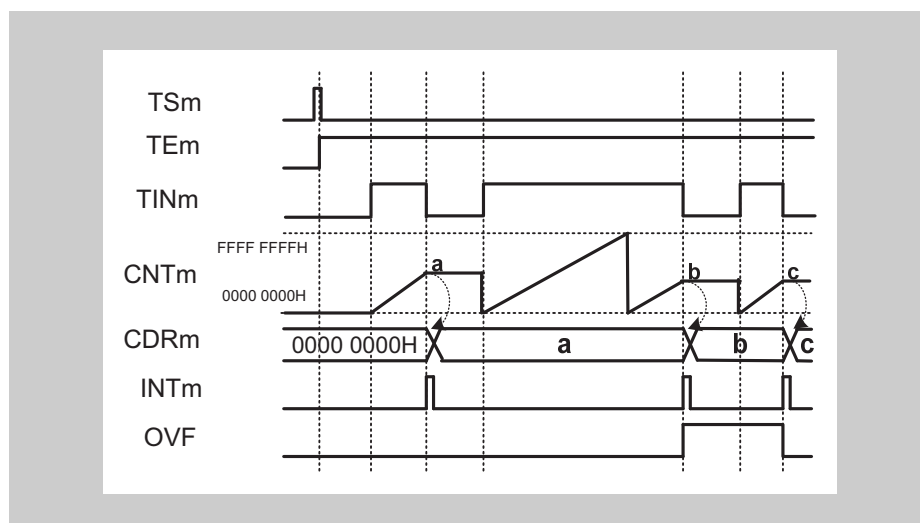 TSm
TEm
TINm
FFFF FFFFH
CNTm
0000 0000H
a
b
c
CDRm
0000 0000H
a
b
c
INTm
OVF